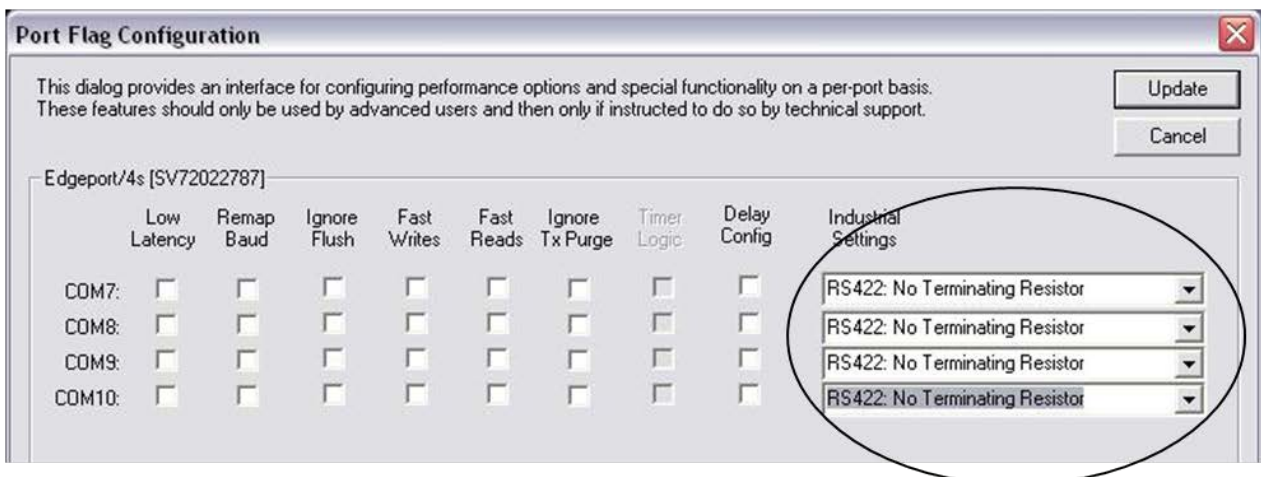 Port Flag Configuration
This dialog provides an interface for configuring performance options and special functionality on a per-port basis.
These features should only be used by advanced users and then only if instructed to do so by technical support.
Update
Cancel
Edgeport/4s [SV72022787]
Low Latency Remap Baud Ignore Flush Fast Writes Fast Reads Ignore Tx Purge Timer Logic Delay Config Industrial Settings
COM7: RS422: No Terminating Resistor
COM8: RS422: No Terminating Resistor
COM9: RS422: No Terminating Resistor
COM10: RS422: No Terminating Resistor